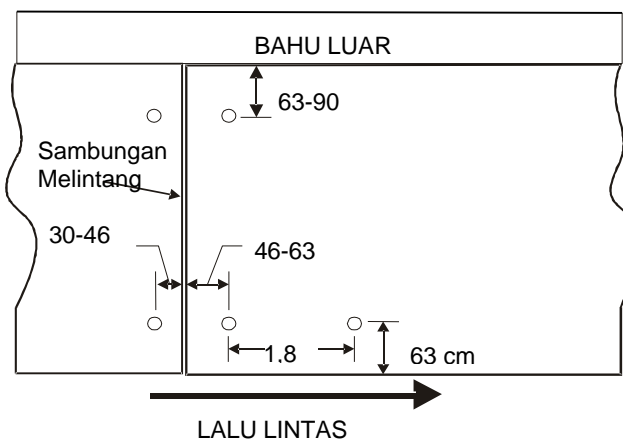 BAHU LUAR
63-90
Sambungan
Melintang
30-46
46-63
1,8
63 cm
LALU LINTAS